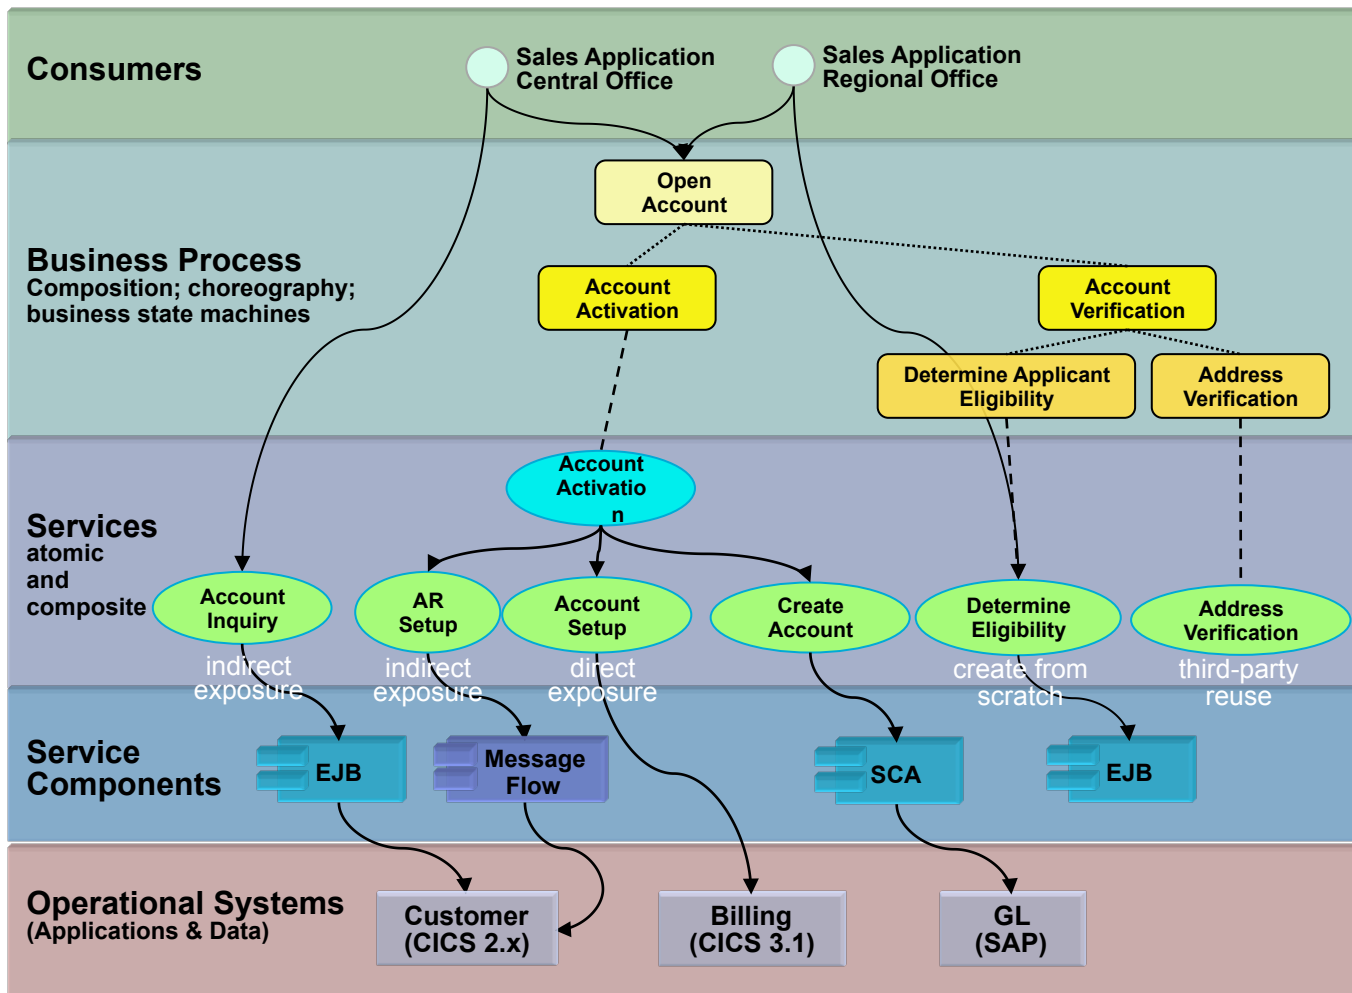 Consumers
Sales Application
Central Office
Sales Application
Regional Office
Open
Account
Business Process
Composition; choreography;
business state machines
Account
Activation
Account
Verification
Determine Applicant
Eligibility
Address
Verification
Services
atomic
and
composite
Account
Activatio
n
Account
Inquiry
AR
Setup
Account
Setup
Create
Account
Determine
Eligibility
Address
Verification
indirect
exposure
indirect
exposure
direct
exposure
create from
scratch
third-party
reuse
Service
Components
EJB
Message
Flow
SCA
EJB
Operational Systems
(Applications & Data)
Customer
(CICS 2.x)
Billing
(CICS 3.1)
GL
(SAP)